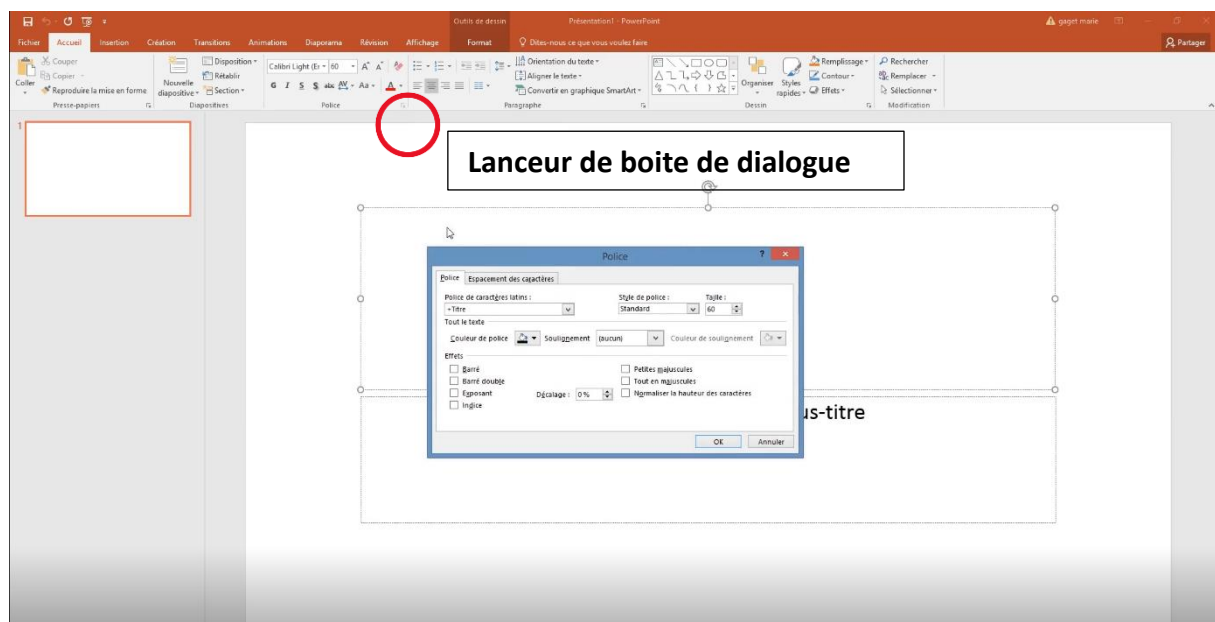 Outils de dessin
Présentation1 - PowerPoint
gaget marie
Fichier Accueil Insertion Création Transitions Animations Diaporama Révision Affichage Format Dites-nous ce que vous voulez faire
Partager
Coller
Couper
Copier
Reproduire la mise en forme
Presse-papiers
Nouvelle diapositive
Disposition
Rétablir
Section
Diapositives
Calibri Light (Er 60
G I S S abc AV Aa A
Police
Orientation du texte
Aligner le texte
Convertir en graphique SmartArt
Paragraphe
Organiser
Styles rapides
Remplissage
Contour
Effets
Dessin
Rechercher
Remplacer
Sélectionner
Modification
1
Lanceur de boite de dialogue
Police ?
Police Espacement des caractères
Police de caractères latins : Style de police : Taille :
+Titre Standard 60
Tout le texte
Couleur de police Soulignement (aucun) Couleur de soulignement
Effets
Barré Petites majuscules
Barré double Tout en majuscules
Exposant Décalage : 0 % Normaliser la hauteur des caractères
Indice
OK Annuler
us-titre